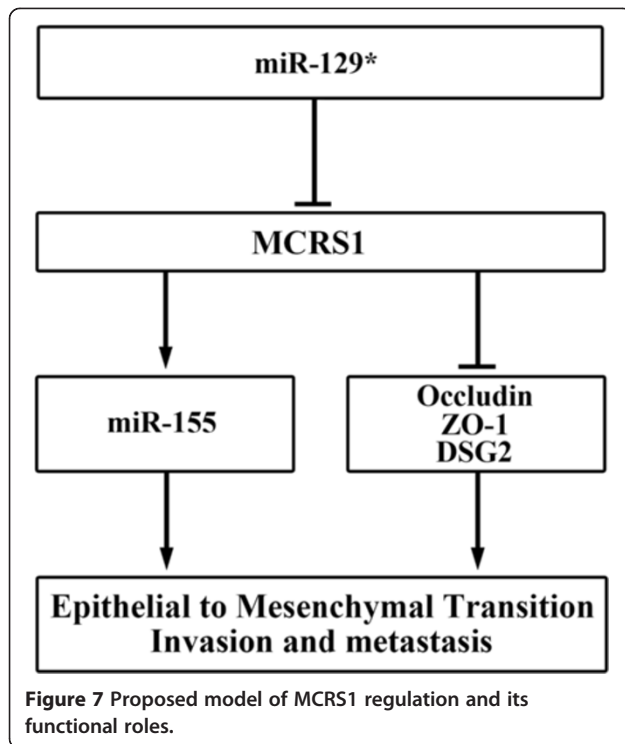 miR-129*
MCRS1
miR-155
Occludin
ZO-1
DSG2
Epithelial to Mesenchymal Transition
Invasion and metastasis
Figure 7 Proposed model of MCRS1 regulation and its
functional roles.